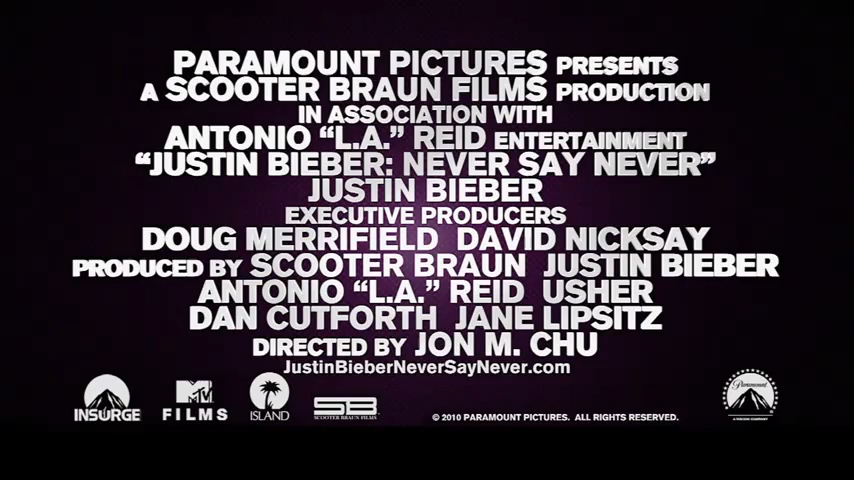 PARAMOUNT PICTURES PRESENTS
A SCOOTER BRAUN FILMS PRODUCTION
IN ASSOCIATION WITH
ANTONIO “L.A.” REID ENTERTAINMENT
“JUSTIN BIEBER: NEVER SAY NEVER”
JUSTIN BIEBER
EXECUTIVE PRODUCERS
DOUG MERRIFIELD DAVID NICKSAY
PRODUCED BY SCOOTER BRAUN JUSTIN BIEBER
ANTONIO “L.A.” REID USHER
DAN CUTFORTH JANE LIPSITZ
DIRECTED BY JON M. CHU
JustinBieberNeverSayNever.com
INSURGE
MTV
FILMS
ISLAND
SB
SCOOTER BRAUN FILMS
© 2010 PARAMOUNT PICTURES. ALL RIGHTS RESERVED.
Paramount
A VIACOM COMPANY